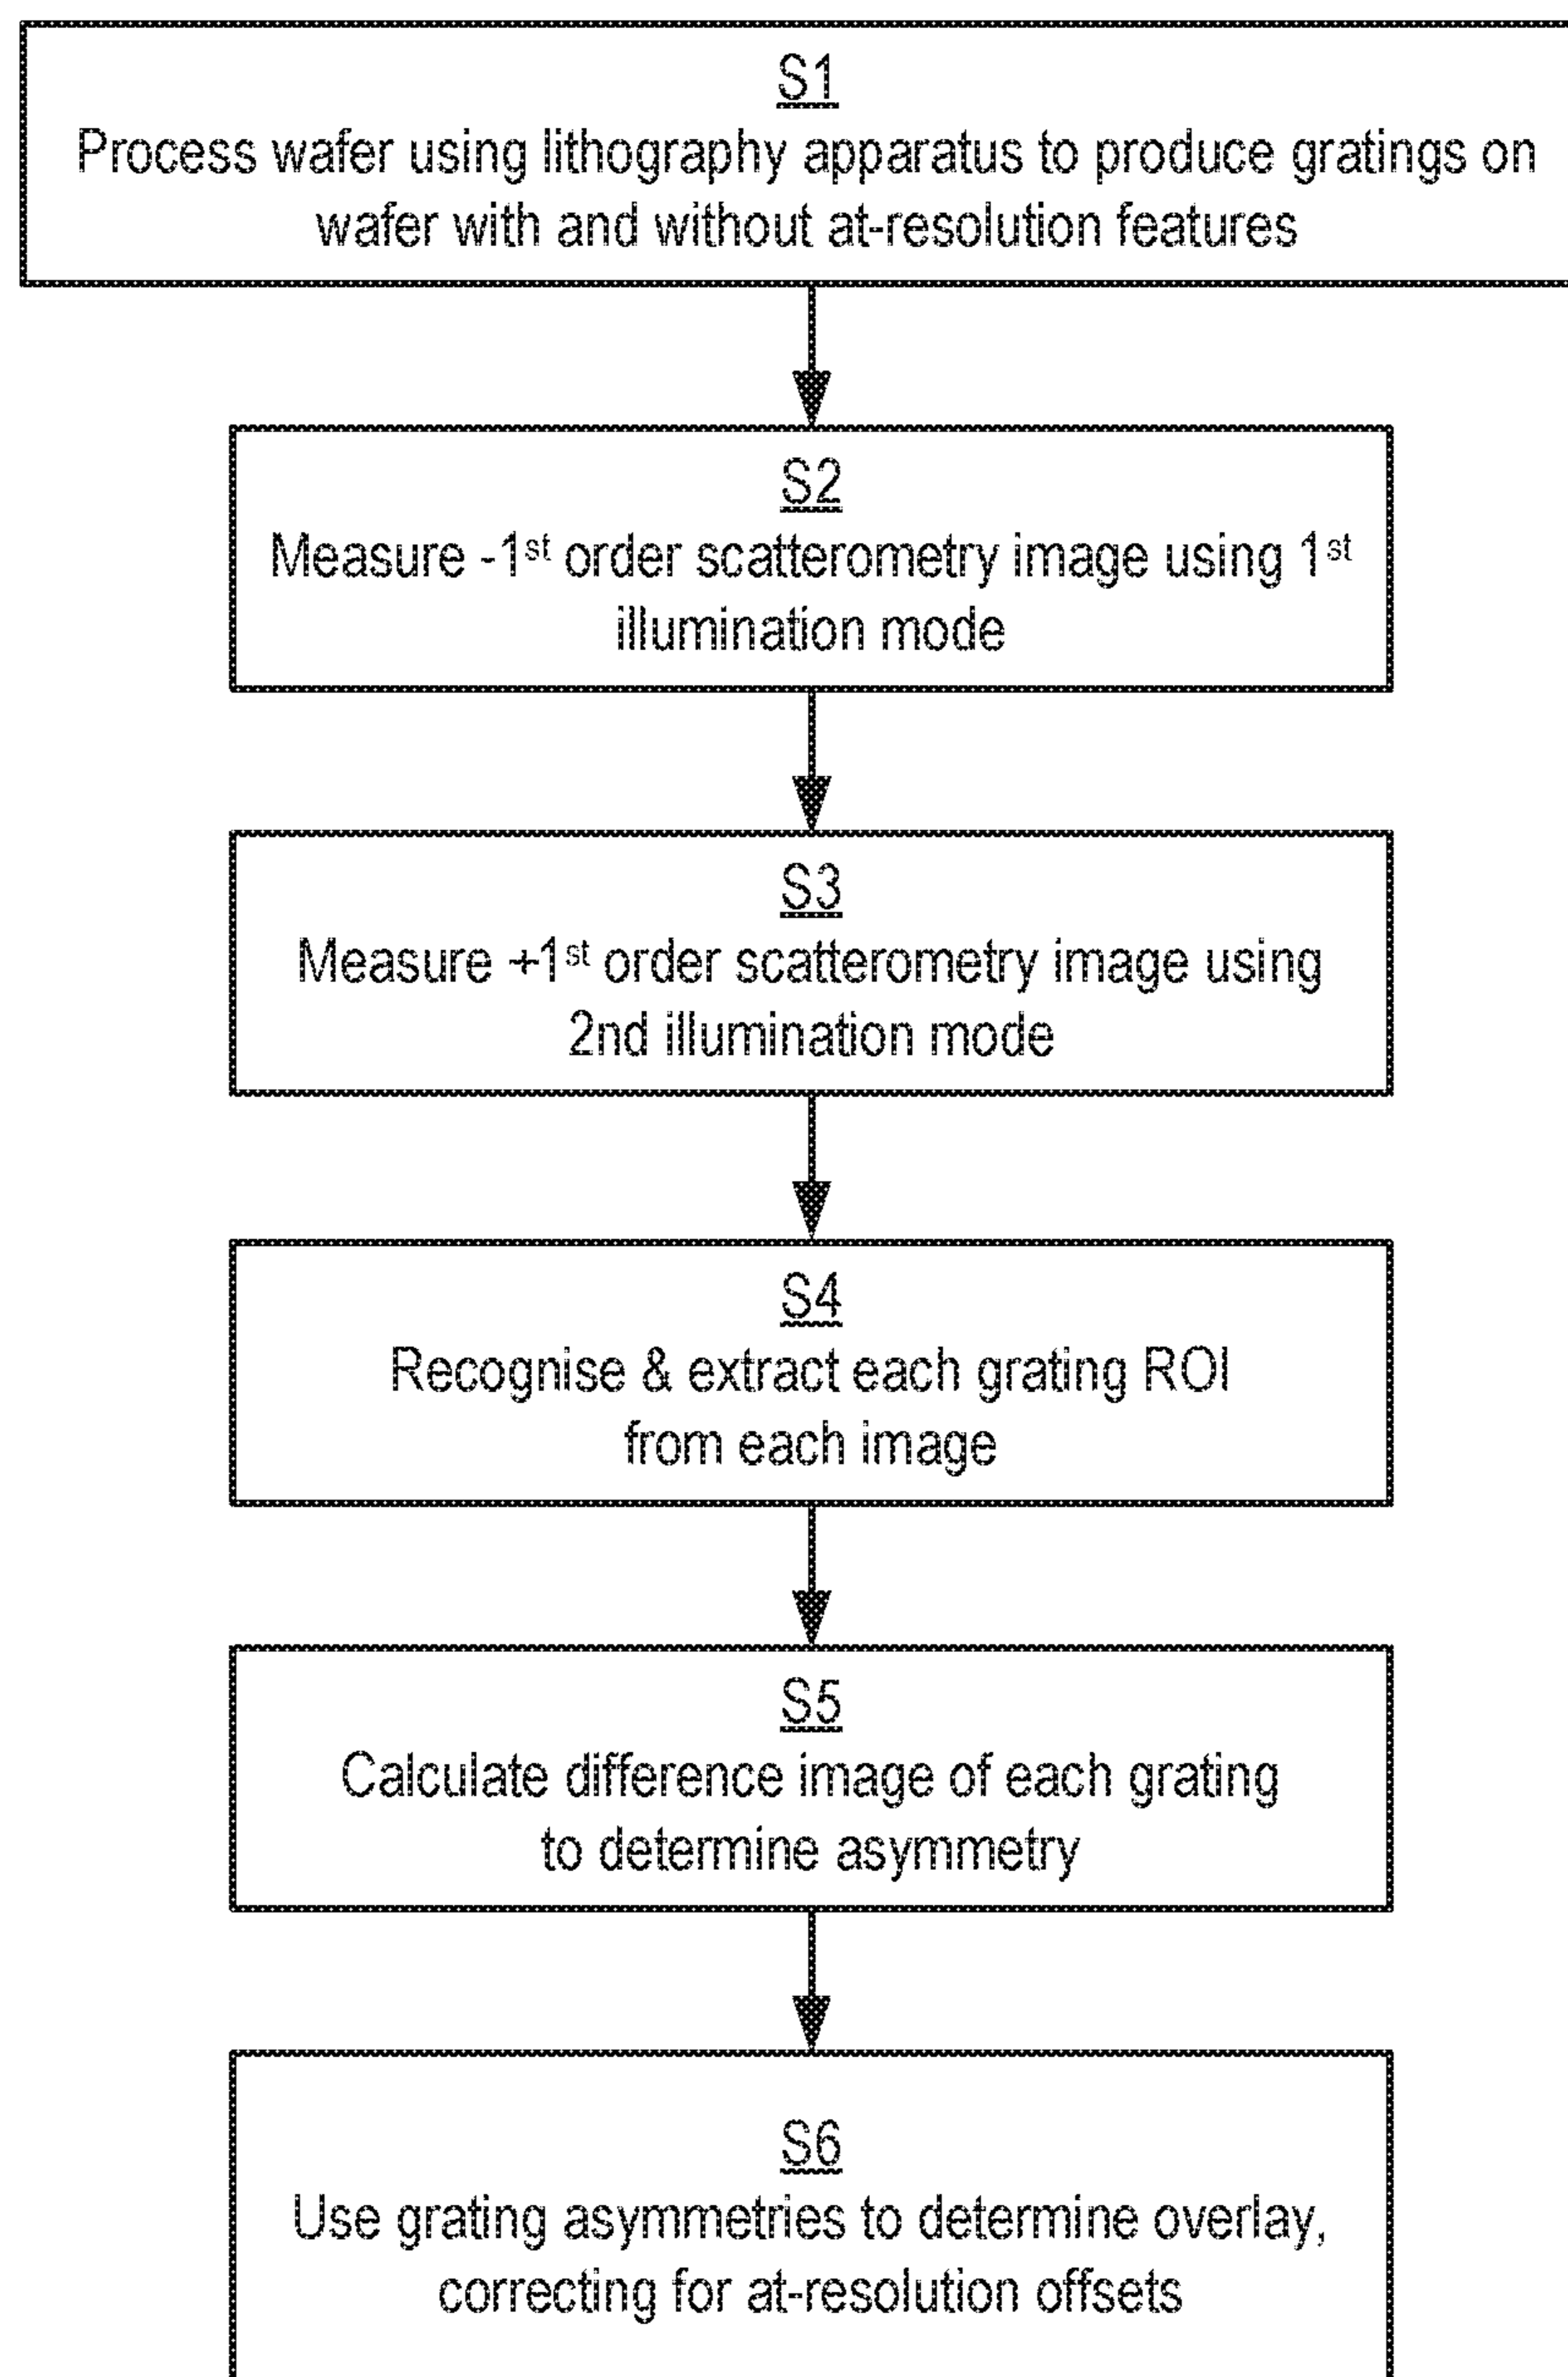 S1
Process wafer using lithography apparatus to produce gratings on
wafer with and without at-resolution features
S2
Measure -1st order scatterometry image using 1st
illumination mode
S3
Measure +1st order scatterometry image using
2nd illumination mode
S4
Recognise & extract each grating ROI
from each image
S5
Calculate difference image of each grating
to determine asymmetry
S6
Use grating asymmetries to determine overlay,
correcting for at-resolution offsets